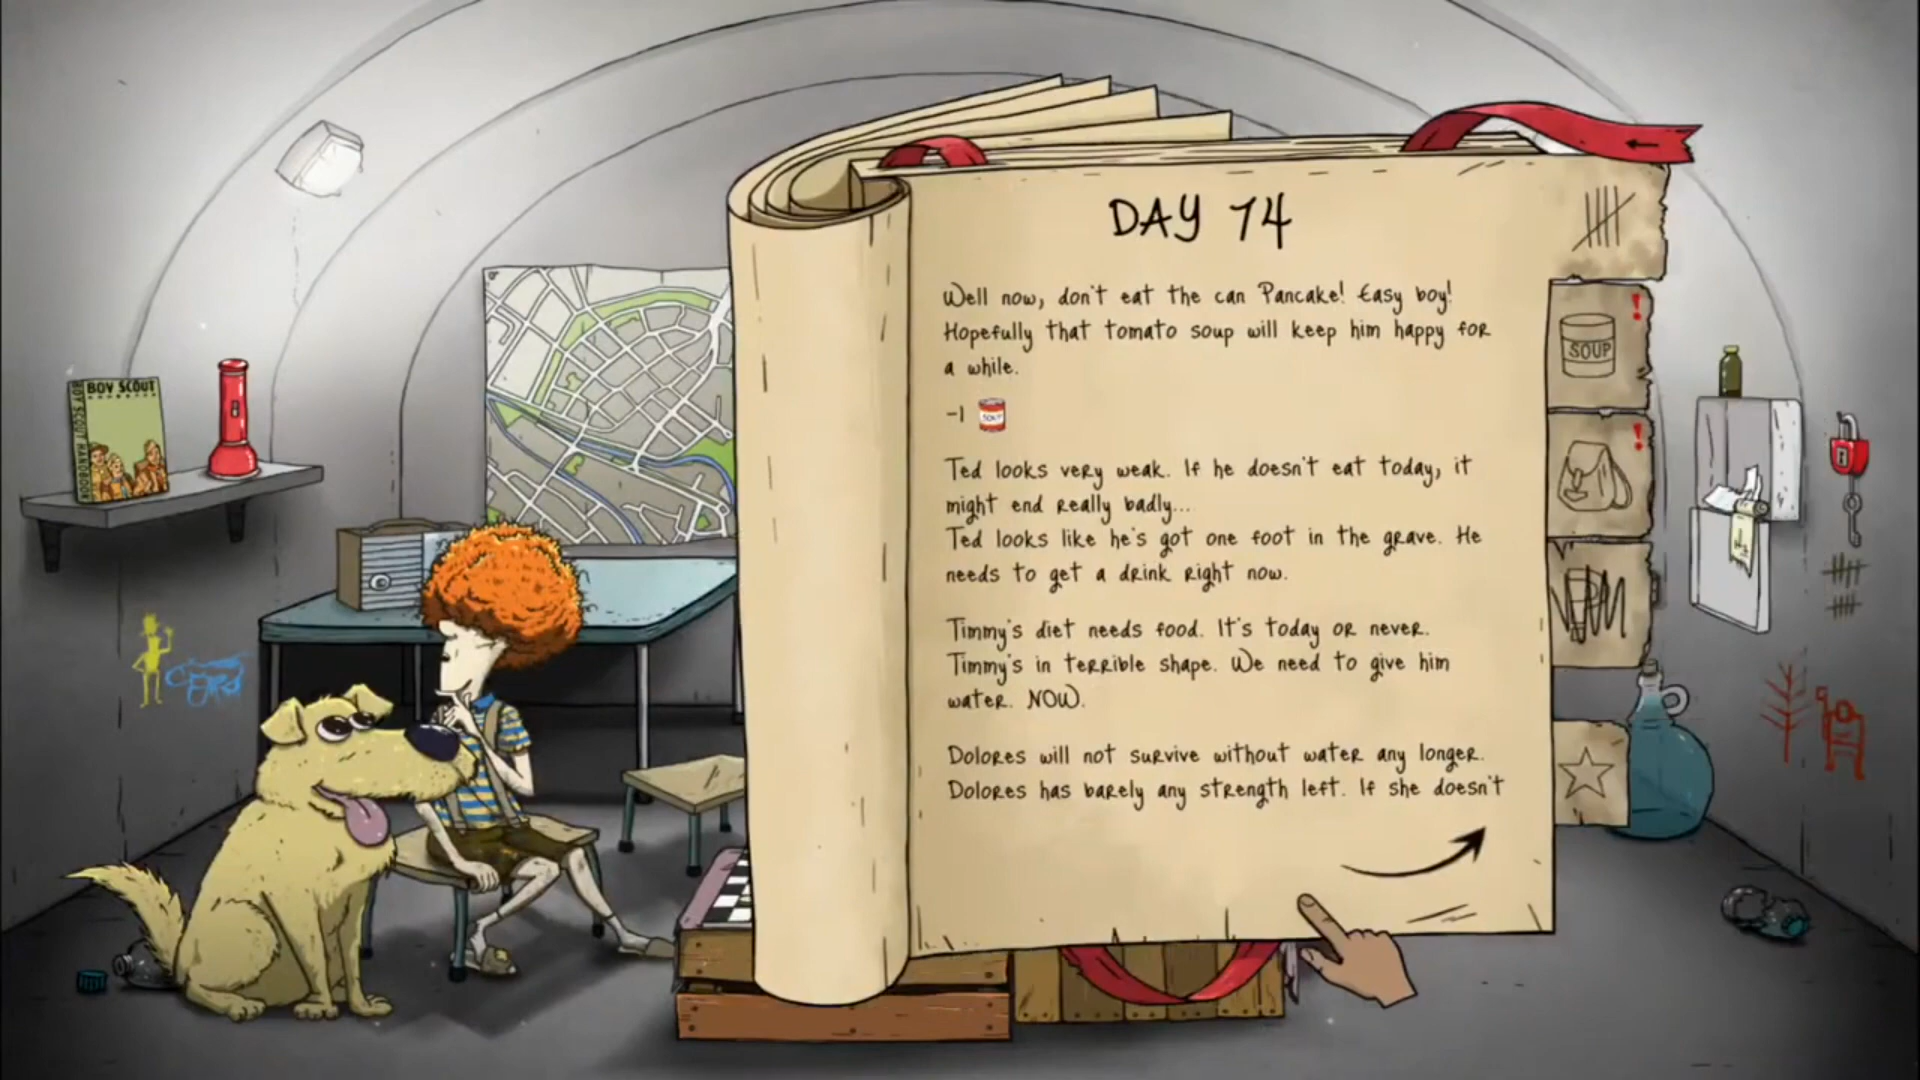 DAY 74
Well now, don't eat the can Pancake! Easy boy!
Hopefully that tomato soup will keep him happy for
a while.
-1
SOUP
Ted looks very weak. If he doesn't eat today, it
might end really badly...
Ted looks like he's got one foot in the grave. He
needs to get a drink right now.
Timmy's diet needs food. It's today or never.
Timmy's in terrible shape. We need to give him
water. NOW.
Dolores will not survive without water any longer.
Dolores has barely any strength left. If she doesn't
!
SOUP
!
BOY SCOUT
BOY SCOUT HANDBOOK